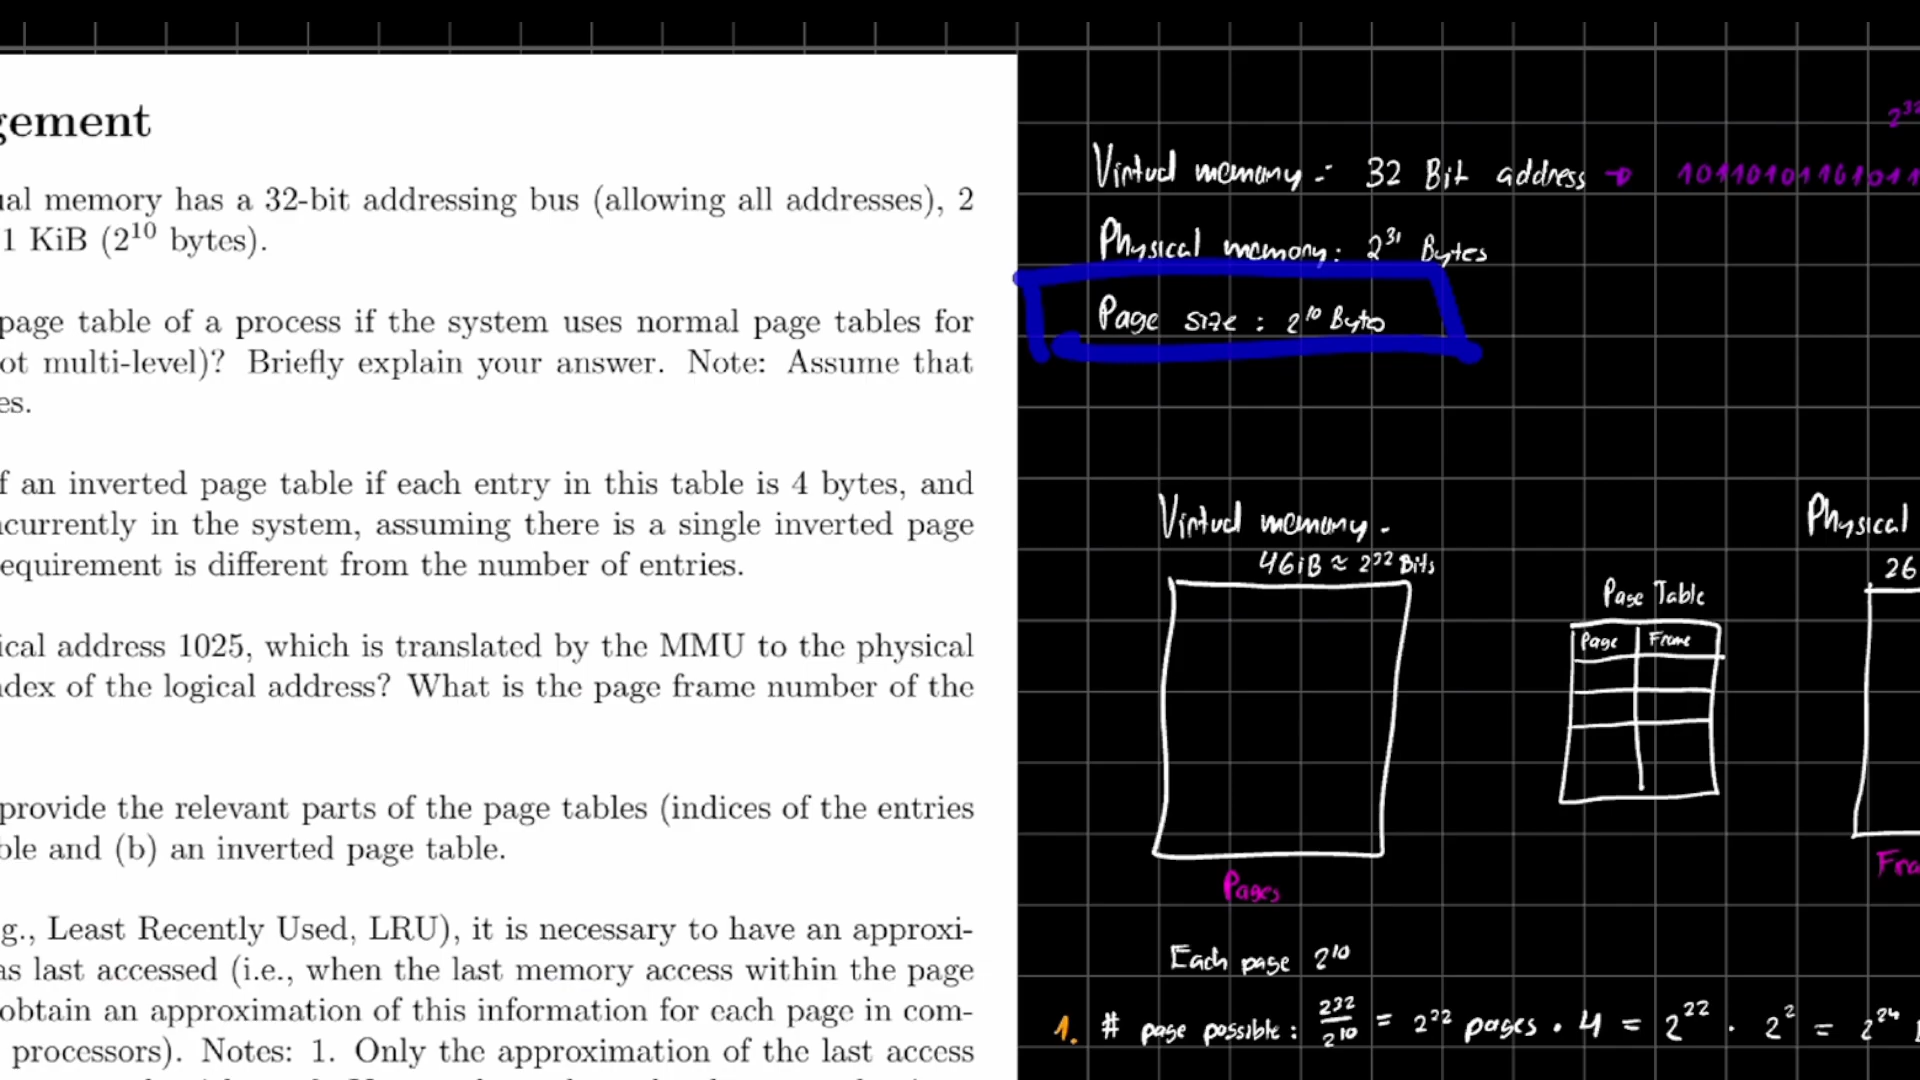 gement
ual memory has a 32-bit addressing bus (allowing all addresses), 2
1 KiB (2^10 bytes).
page table of a process if the system uses normal page tables for
ot multi-level)? Briefly explain your answer. Note: Assume that
es.
f an inverted page table if each entry in this table is 4 bytes, and
ncurrently in the system, assuming there is a single inverted page
equirement is different from the number of entries.
ical address 1025, which is translated by the MMU to the physical
ndex of the logical address? What is the page frame number of the
provide the relevant parts of the page tables (indices of the entries
ble and (b) an inverted page table.
g., Least Recently Used, LRU), it is necessary to have an approxi-
as last accessed (i.e., when the last memory access within the page
obtain an approximation of this information for each page in com-
processors). Notes: 1. Only the approximation of the last access
2^32
Virtual memory :- 32 Bit address → 10110101101011
Physical memory: 2^31 Bytes
Page size : 2^10 Byte
Virtual memory -
4GiB ≈ 2^32 Bits
Pages
Page Table
Page Frame
Physical
2G
Fra
Each page 2^10
1. # page possible: 2^32/2^10 = 2^22 pages · 4 = 2^22 · 2^2 = 2^24